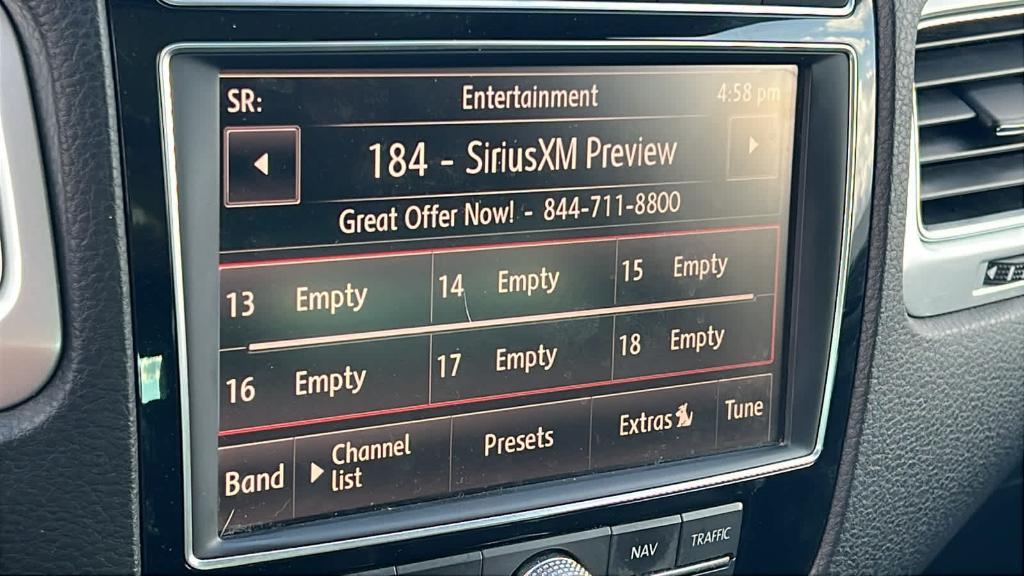 SR: Entertainment 4:58 pm
184 - SiriusXM Preview
Great Offer Now! - 844-711-8800
13 Empty 14 Empty 15 Empty
16 Empty 17 Empty 18 Empty
Band Channel list Presets Extras Tune
NAV TRAFFIC